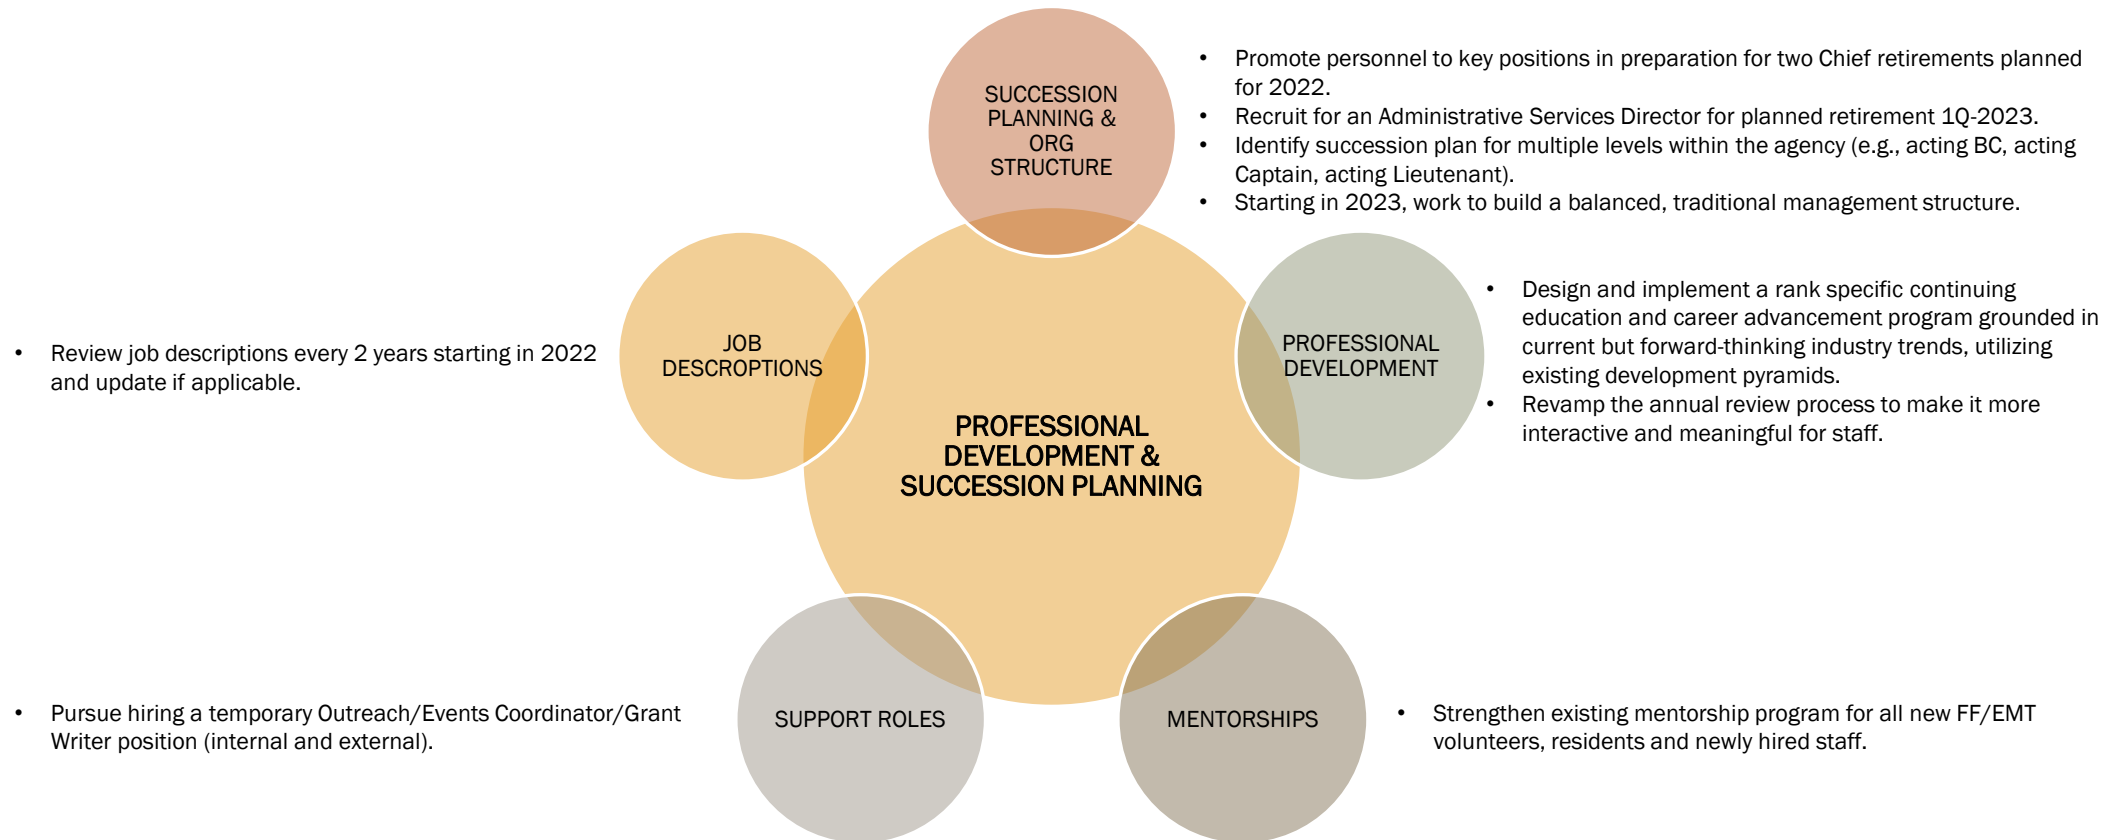 SUCCESSION
PLANNING &
ORG
STRUCTURE
• Promote personnel to key positions in preparation for two Chief retirements planned
for 2022.
• Recruit for an Administrative Services Director for planned retirement 1Q-2023.
• Identify succession plan for multiple levels within the agency (e.g., acting BC, acting
Captain, acting Lieutenant).
• Starting in 2023, work to build a balanced, traditional management structure.
PROFESSIONAL
DEVELOPMENT
• Design and implement a rank specific continuing
education and career advancement program grounded in
current but forward-thinking industry trends, utilizing
existing development pyramids.
• Revamp the annual review process to make it more
interactive and meaningful for staff.
• Review job descriptions every 2 years starting in 2022
and update if applicable.
JOB
DESCROPTIONS
PROFESSIONAL
DEVELOPMENT &
SUCCESSION PLANNING
• Pursue hiring a temporary Outreach/Events Coordinator/Grant
Writer position (internal and external).
SUPPORT ROLES
MENTORSHIPS
• Strengthen existing mentorship program for all new FF/EMT
volunteers, residents and newly hired staff.